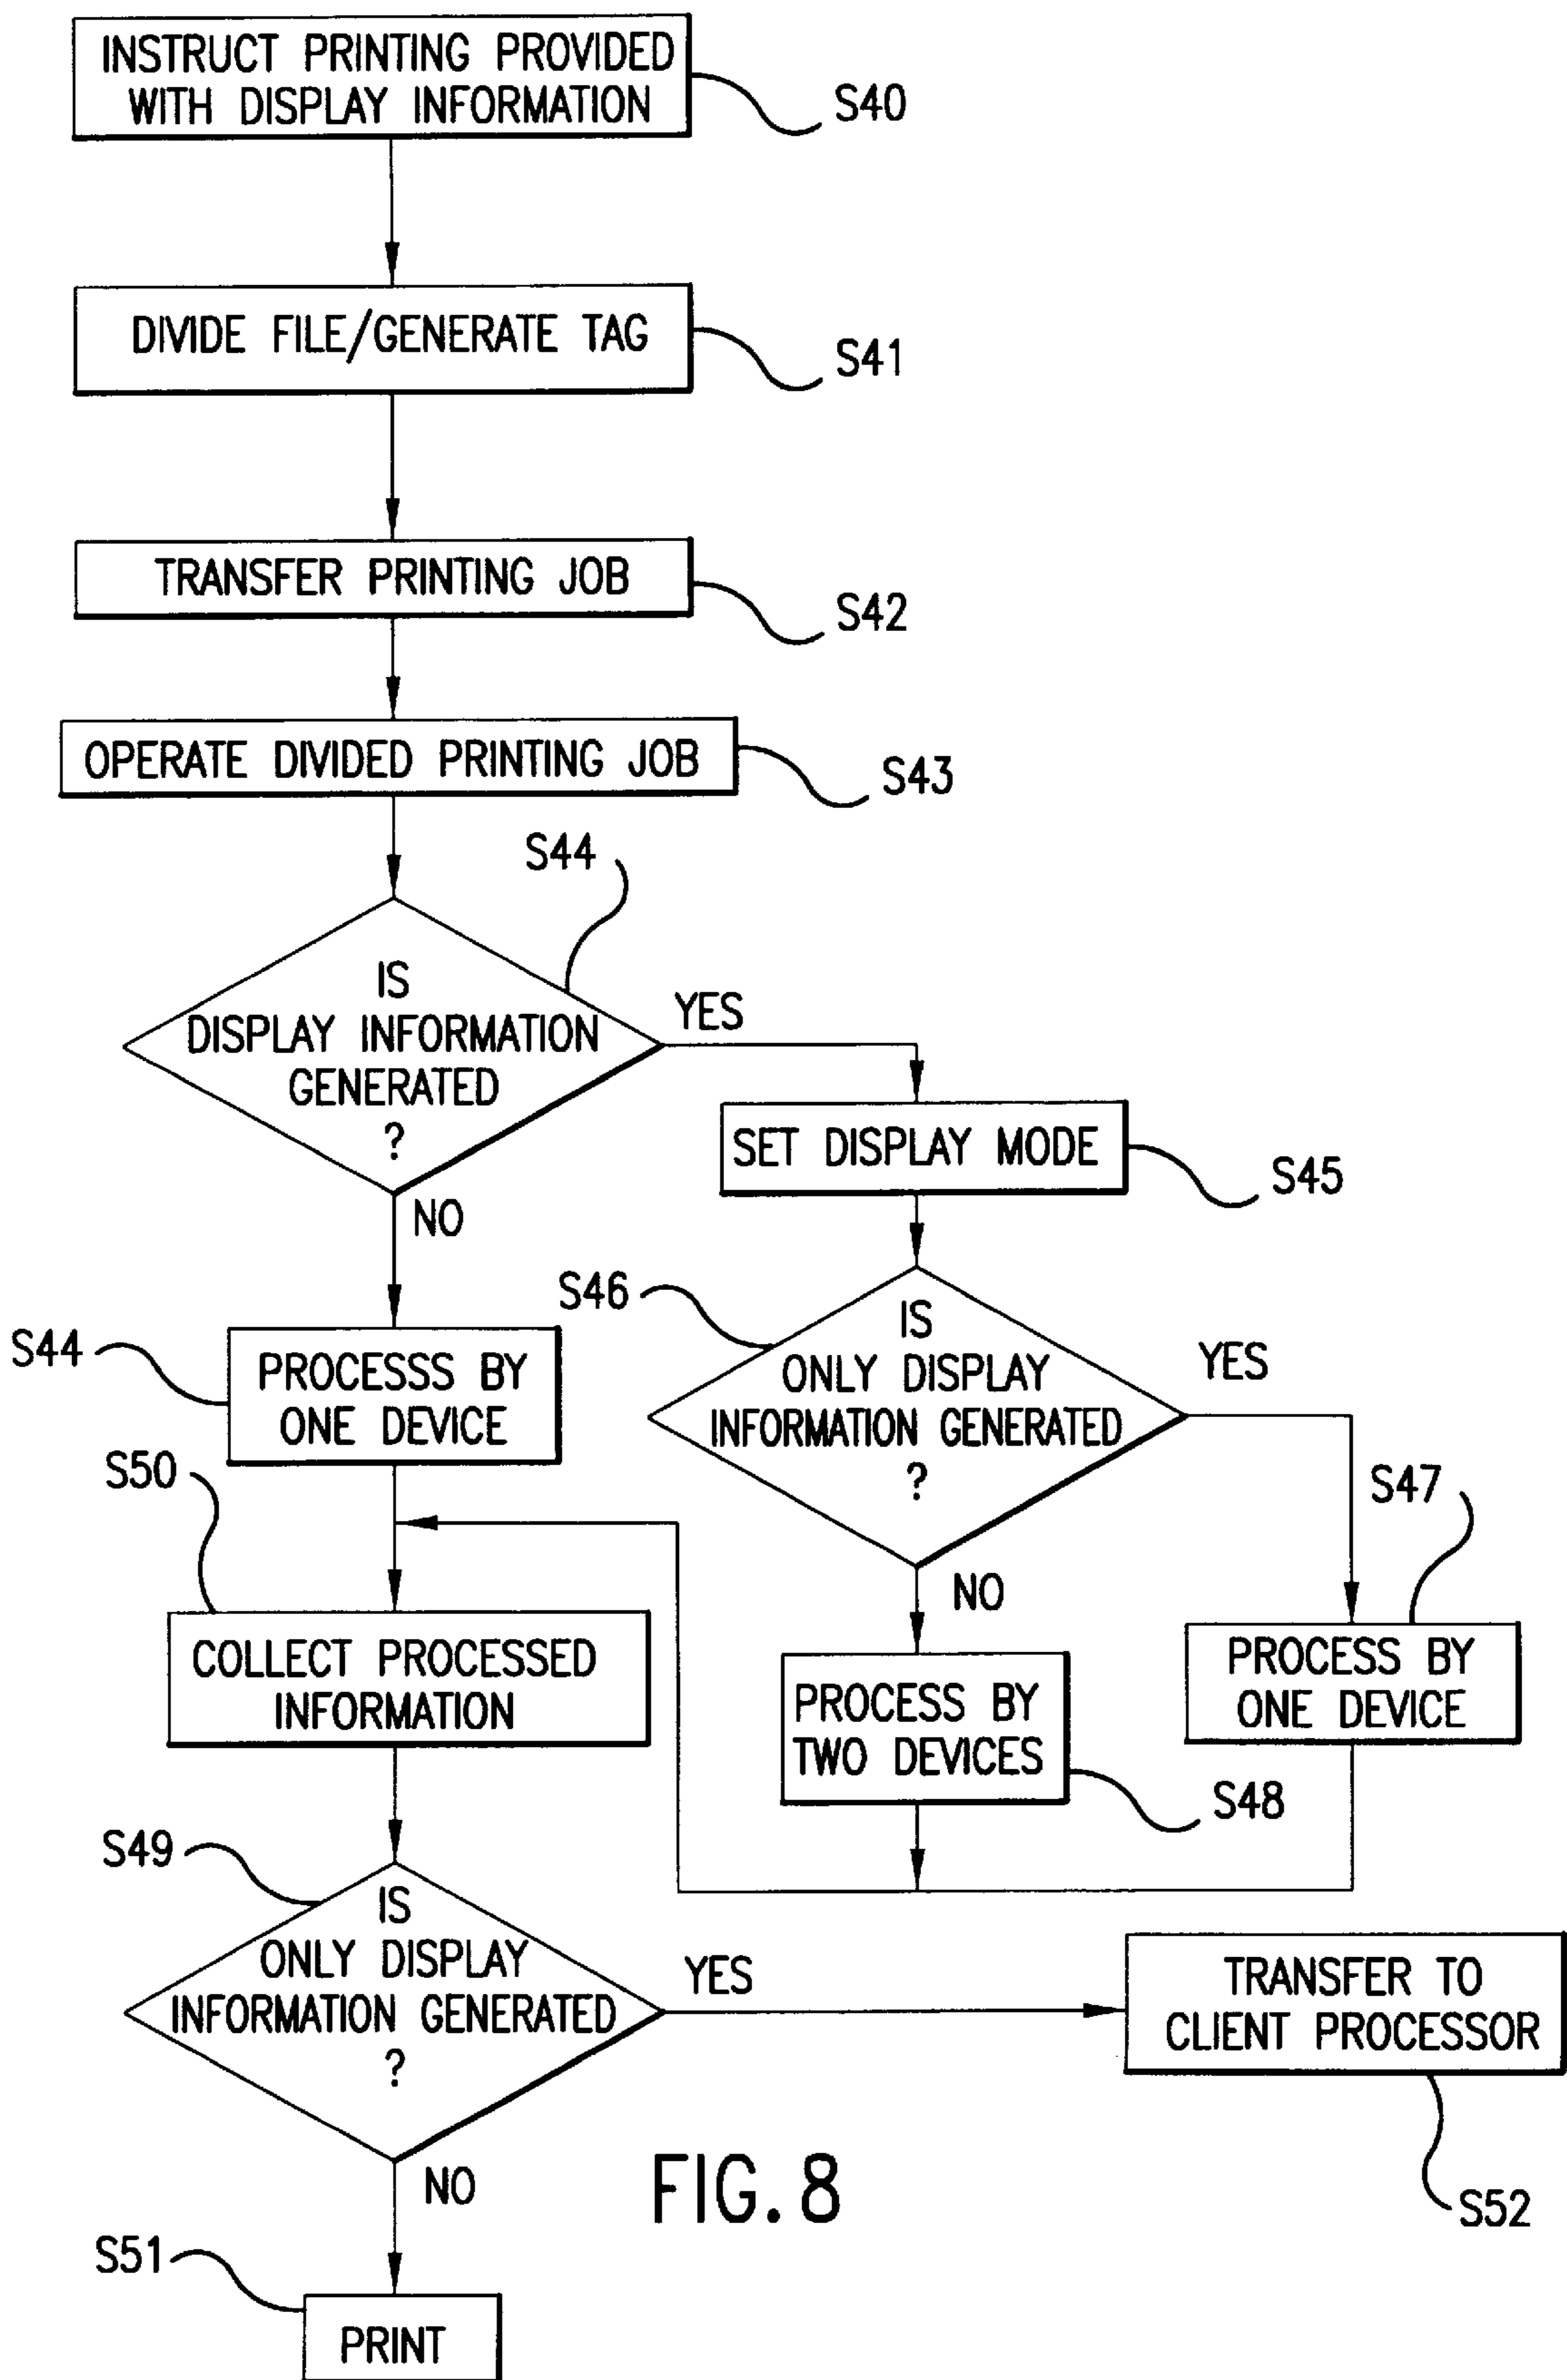 INSTRUCT PRINTING PROVIDED
WITH DISPLAY INFORMATION
S40
DIVIDE FILE/GENERATE TAG
S41
TRANSFER PRINTING JOB
S42
OPERATE DIVIDED PRINTING JOB
S43
S44
IS
DISPLAY INFORMATION
GENERATED
?
YES
NO
SET DISPLAY MODE
S45
S46
IS
ONLY DISPLAY
INFORMATION GENERATED
?
YES
NO
S44
PROCESSS BY
ONE DEVICE
S47
PROCESS BY
ONE DEVICE
PROCESS BY
TWO DEVICES
S48
S50
COLLECT PROCESSED
INFORMATION
S49
IS
ONLY DISPLAY
INFORMATION GENERATED
?
YES
NO
TRANSFER TO
CLIENT PROCESSOR
S52
S51
PRINT
FIG. 8